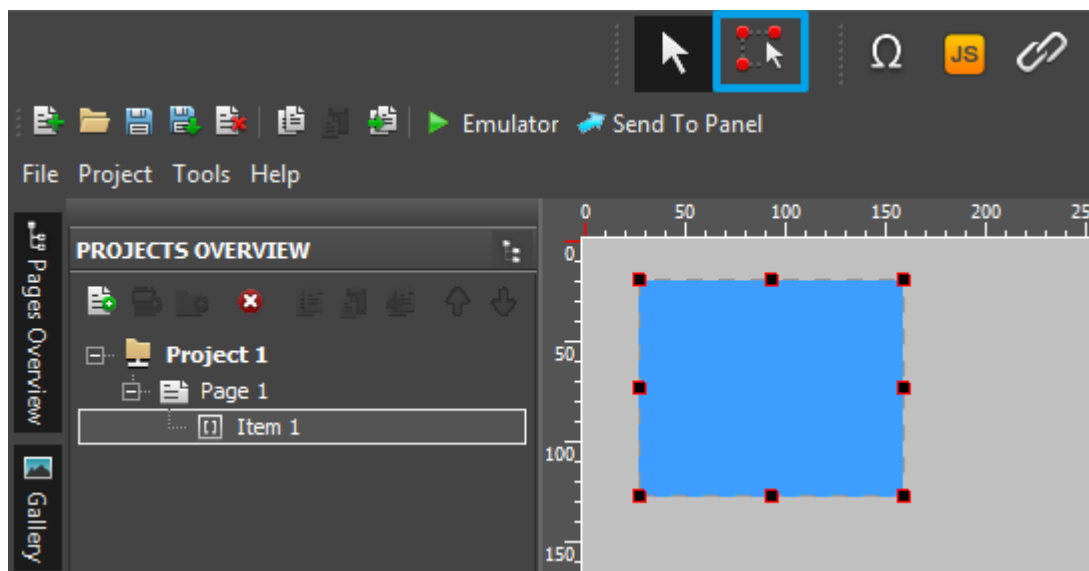 Ω JS
Emulator Send To Panel
File Project Tools Help
0 50 100 150 200 25
PROJECTS OVERVIEW
Pages Overview
0
Project 1
50
Page 1
Item 1
100
Gallery
150